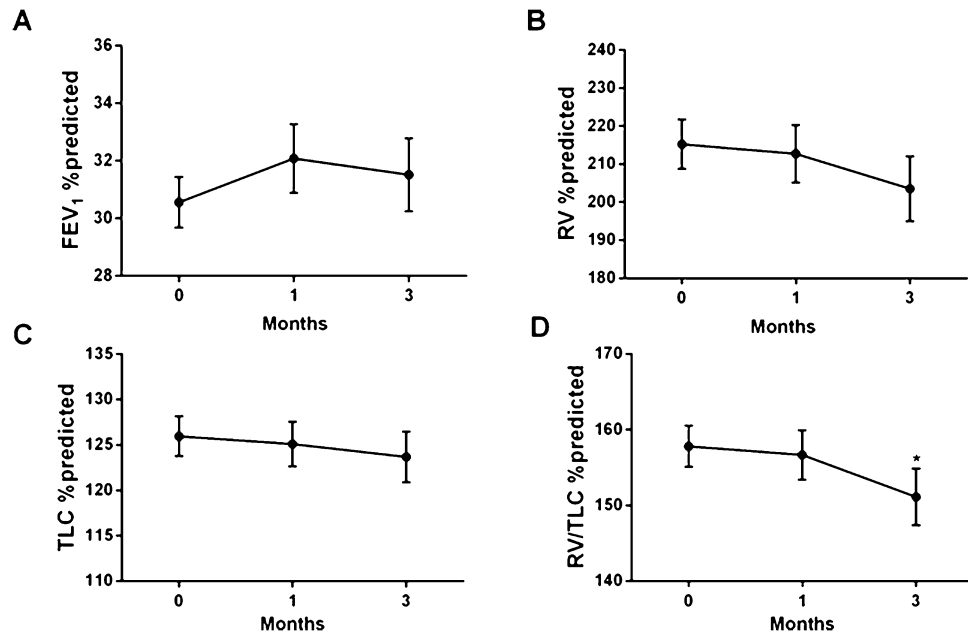 A
FEV1 %predicted
36
34
32
30
28
0 1 3
Months
B
RV %predicted
240
230
220
210
200
190
180
0 1 3
Months
C
TLC %predicted
135
130
125
120
115
110
0 1 3
Months
D
RV/TLC %predicted
170
160
150
140
*
0 1 3
Months